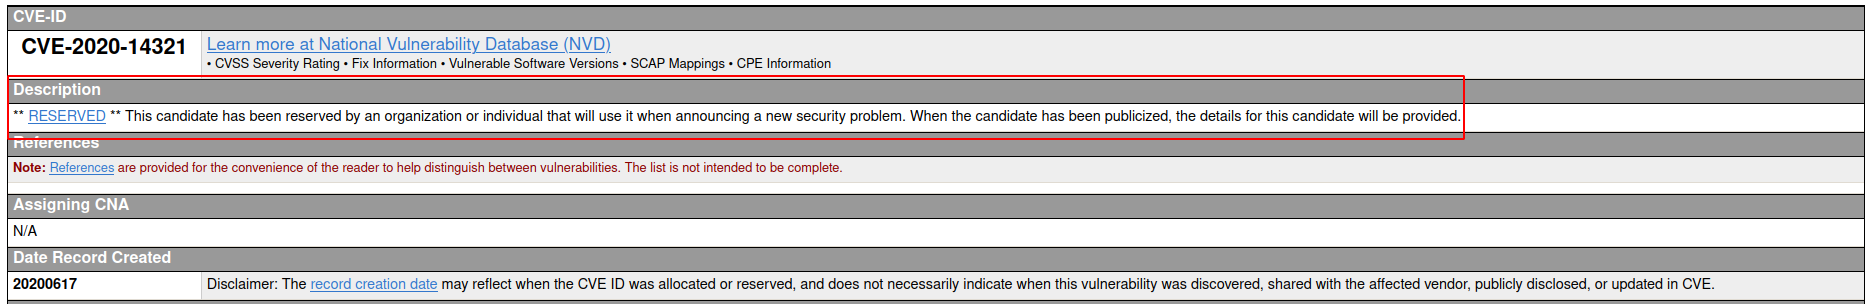 CVE-ID
CVE-2020-14321
Learn more at National Vulnerability Database (NVD)
• CVSS Severity Rating • Fix Information • Vulnerable Software Versions • SCAP Mappings • CPE Information
Description
** RESERVED ** This candidate has been reserved by an organization or individual that will use it when announcing a new security problem. When the candidate has been publicized, the details for this candidate will be provided.
References
Note: References are provided for the convenience of the reader to help distinguish between vulnerabilities. The list is not intended to be complete.
Assigning CNA
N/A
Date Record Created
20200617 Disclaimer: The record creation date may reflect when the CVE ID was allocated or reserved, and does not necessarily indicate when this vulnerability was discovered, shared with the affected vendor, publicly disclosed, or updated in CVE.